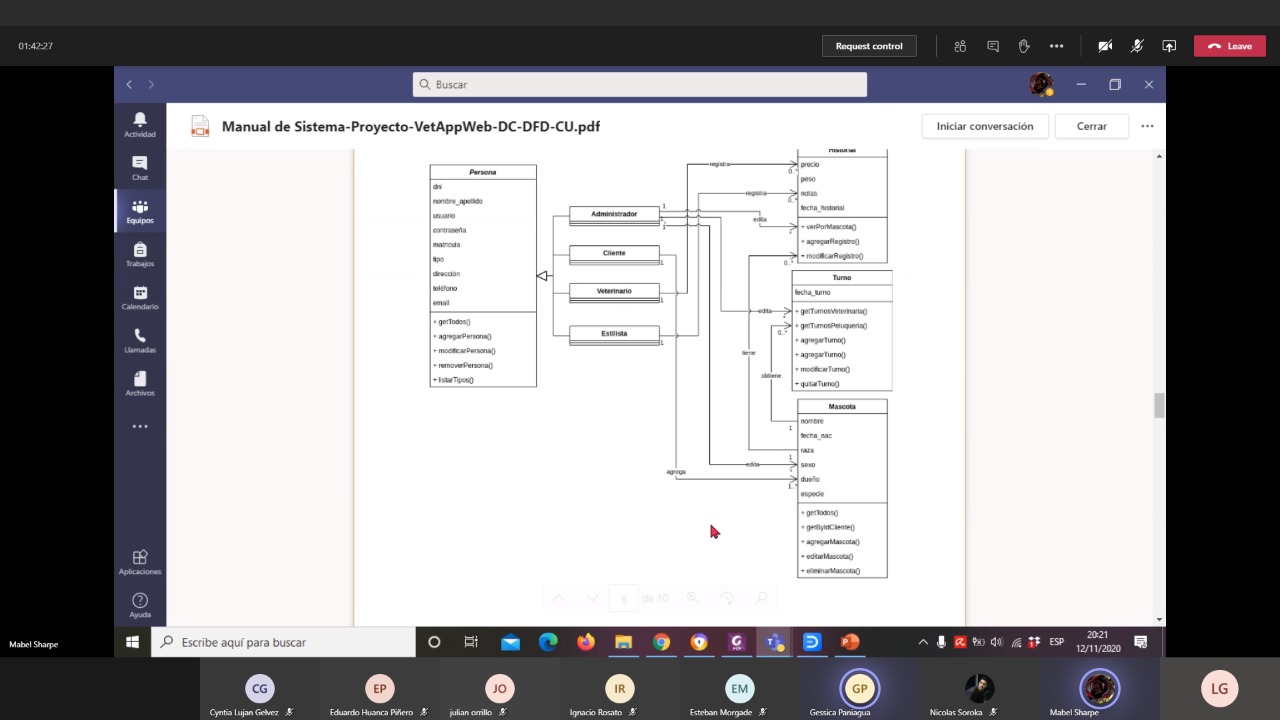 01:42:27
Request control
Leave
Buscar
Actividad
Chat
Equipos
Trabajos
Calendario
Llamadas
Archivos
Aplicaciones
Ayuda
Manual de Sistema-Proyecto-VetAppWeb-DC-DFD-CU.pdf
Iniciar conversación
Cerrar
Persona
dni
nombre_apellido
usuario
contraseña
matricula
tipo
dirección
teléfono
email
+ getTodos()
+ agregarPersona()
+ modificarPersona()
+ removerPersona()
+ listarTipos()
Administrador
1
1
1
Cliente
1
Veterinario
1
Estilista
1
registra
0..*
registra
0..*
edita
*
0..*
edita
*
0..*
tiene
obtiene
1
1
edita
*
agrega
1..*
Historial
precio
peso
notas
fecha_historial
+ verPorMascota()
+ agregarRegistro()
+ modificarRegistro()
Turno
fecha_turno
+ getTurnosVeterinaria()
+ getTurnosPeluqueria()
+ agregarTurno()
+ agregarTurno()
+ modificarTurno()
+ quitarTurno()
Mascota
nombre
fecha_nac
raza
sexo
dueño
especie
+ getTodos()
+ getByIdCliente()
+ agregarMascota()
+ editarMascota()
+ eliminarMascota()
6 de 10
Mabel Sharpe
Escribe aquí para buscar
ESP
20:21
12/11/2020
CG
EP
JO
IR
EM
GP
LG
Cyntia Lujan Gelvez
Eduardo Huanca Piñero
julian orrillo
Ignacio Rosato
Esteban Morgade
Gessica Paniagua
Nicolas Soroka
Mabel Sharpe